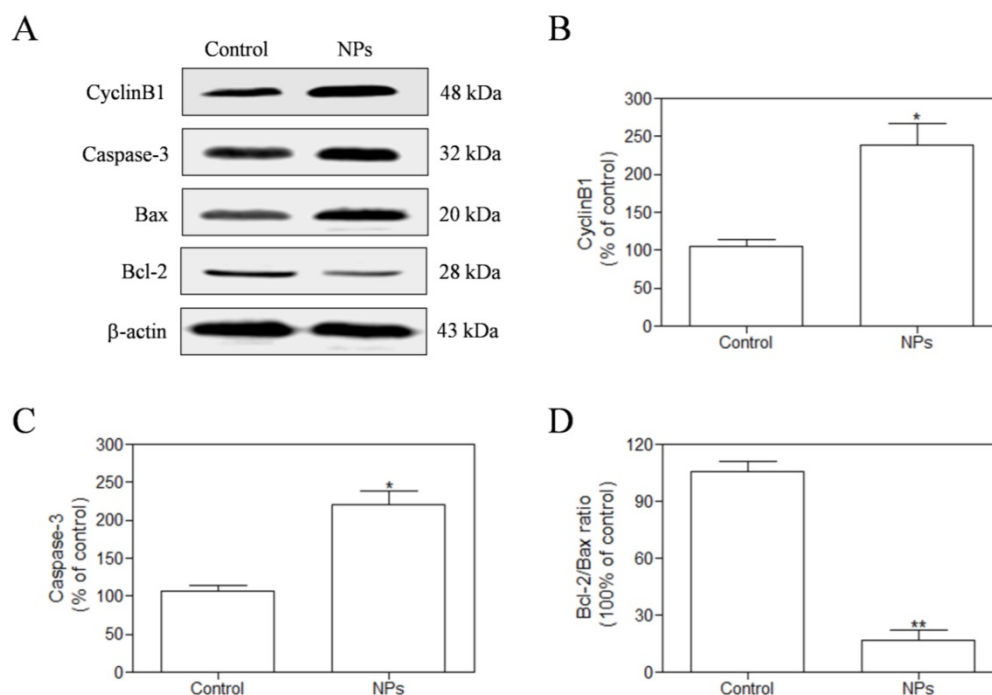 A
Control NPs
CyclinB1 48 kDa
Caspase-3 32 kDa
Bax 20 kDa
Bcl-2 28 kDa
β-actin 43 kDa
B
CyclinB1
(% of control)
300
250
200
150
100
50
0
*
Control NPs
C
Caspase-3
(% of control)
300
250
200
150
100
50
0
*
Control NPs
D
Bcl-2/Bax ratio
(100% of control)
120
90
60
30
0
**
Control NPs